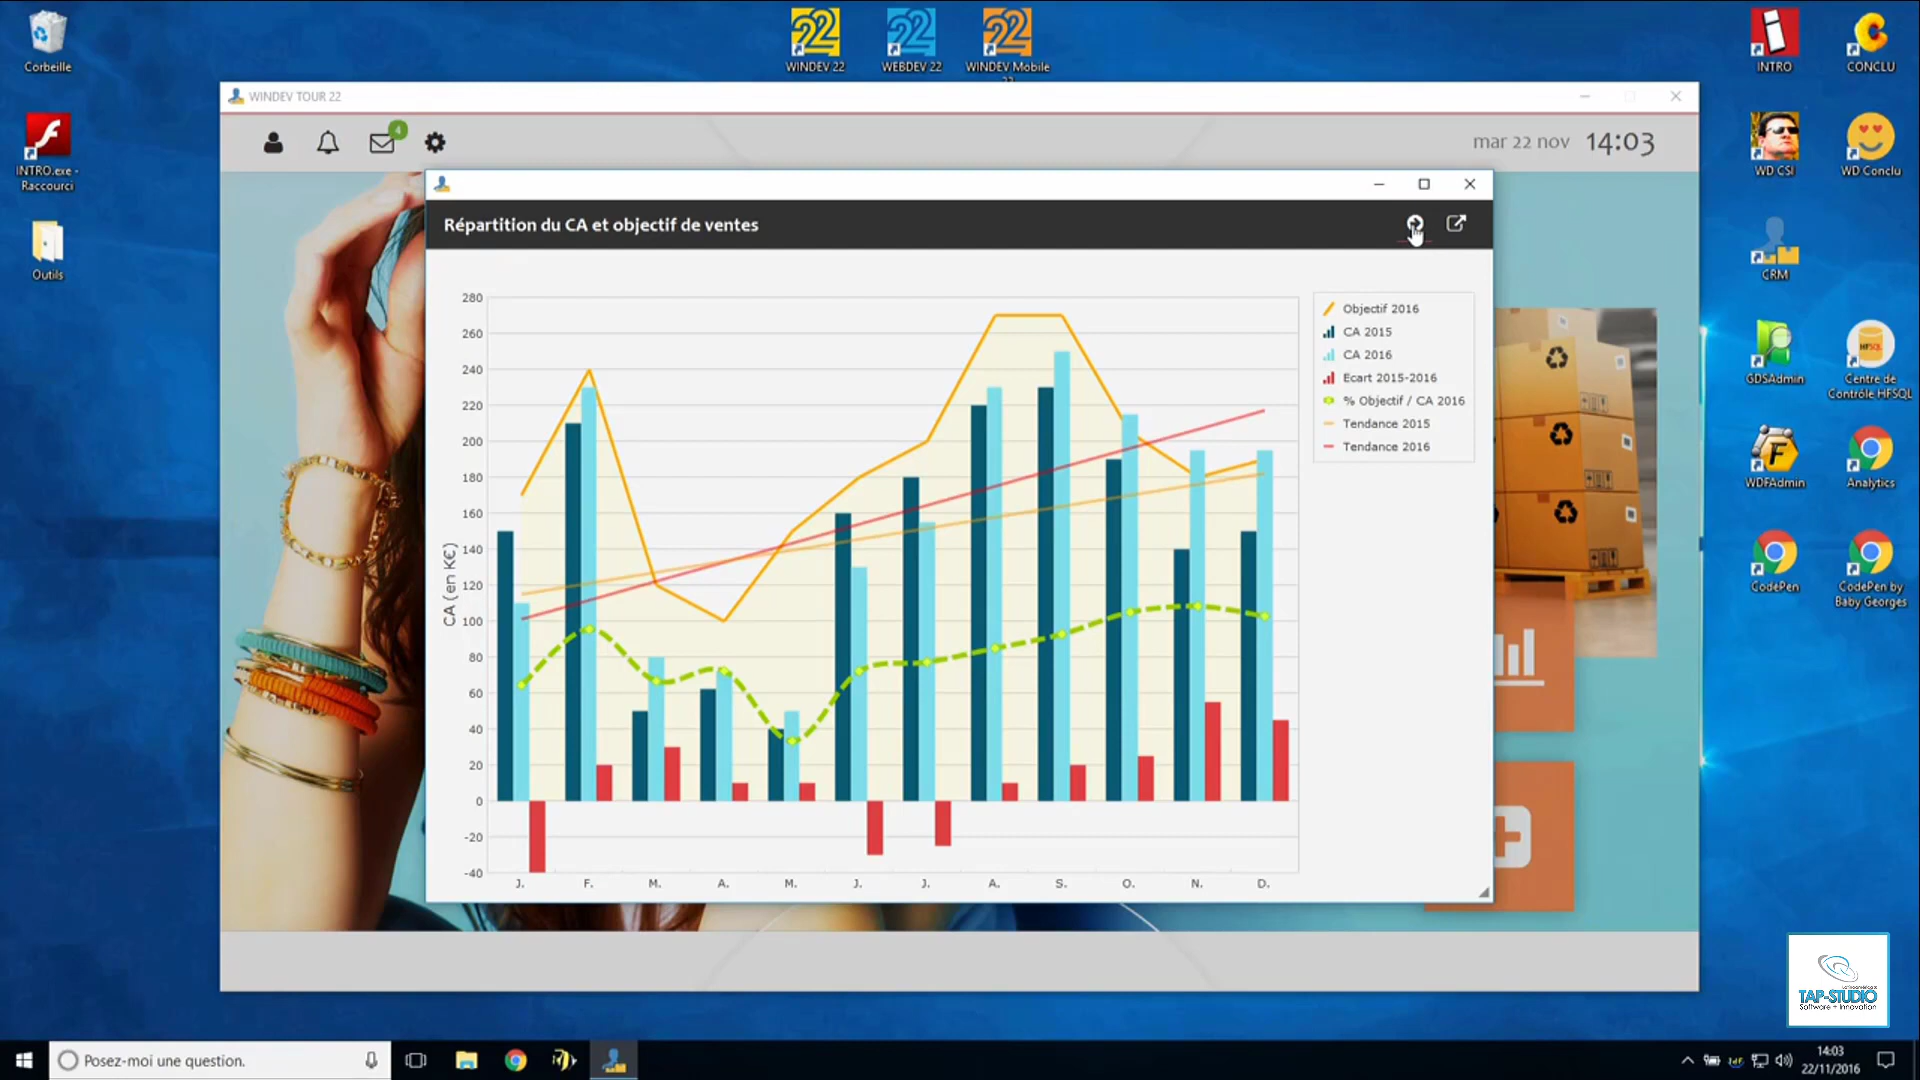 Corbeille
WINDEV 22
WEBDEV 22
WINDEV Mobile
22
INTRO
CONCLU
INTRO.exe -
Raccourci
WD CSI
WD Conclu
Outils
CRM
GDSAdmin
Centre de
Contrôle HFSQL
WDFAdmin
Analytics
CodePen
CodePen by
Baby Georges
WINDEV TOUR 22
4
mar 22 nov 14:03
Répartition du CA et objectif de ventes
280
260
240
220
200
180
160
140
120
100
80
60
40
20
0
-20
-40
CA (en K€)
J. F. M. A. M. J. J. A. S. O. N. D.
Objectif 2016
CA 2015
CA 2016
Ecart 2015-2016
% Objectif / CA 2016
Tendance 2015
Tendance 2016
TAP-STUDIO
Software + Innovation
Posez-moi une question.
14:03
22/11/2016